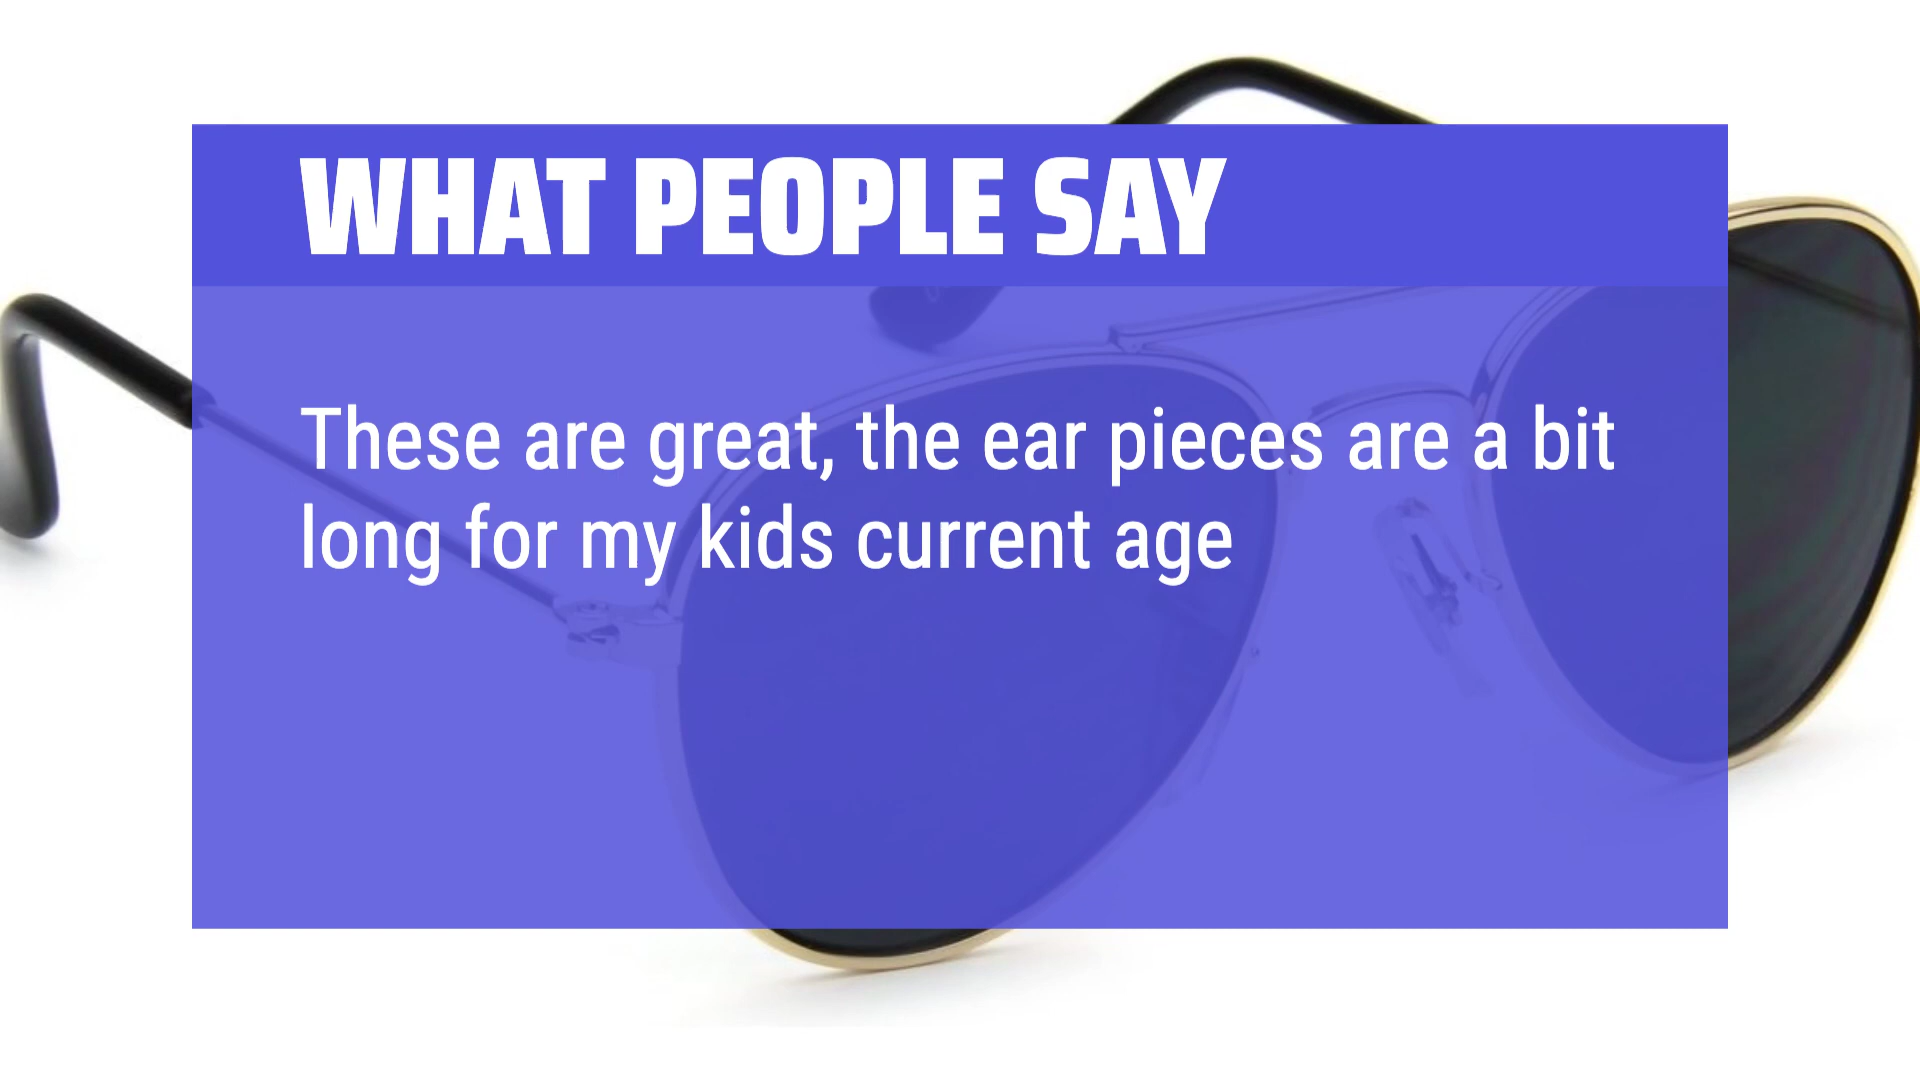 WHAT PEOPLE SAY
These are great, the ear pieces are a bit
long for my kids current age